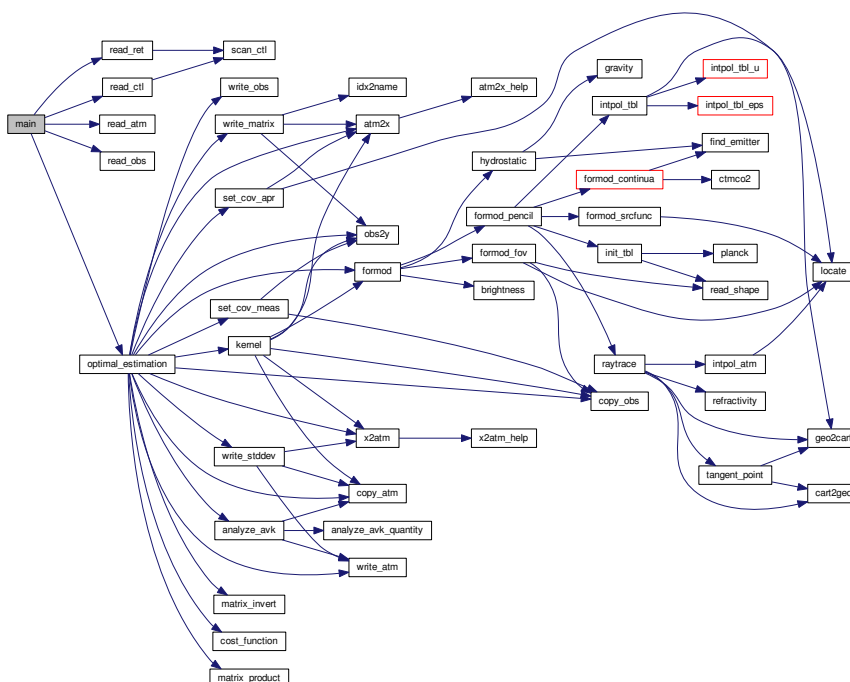 main
read_ret
read_ctl
read_atm
read_obs
optimal_estimation
scan_ctl
write_obs
write_matrix
set_cov_apr
set_cov_meas
kernel
write_stddev
analyze_avk
matrix_invert
cost_function
matrix_product
idx2name
atm2x
obs2y
formod
x2atm
copy_atm
analyze_avk_quantity
write_atm
atm2x_help
hydrostatic
formod_pencil
formod_fov
brightness
x2atm_help
gravity
intpol_tbl
formod_continua
formod_srcfunc
init_tbl
raytrace
copy_obs
intpol_tbl_u
intpol_tbl_eps
find_emitter
ctmco2
planck
read_shape
intpol_atm
refractivity
tangent_point
locate
geo2cart
cart2geo